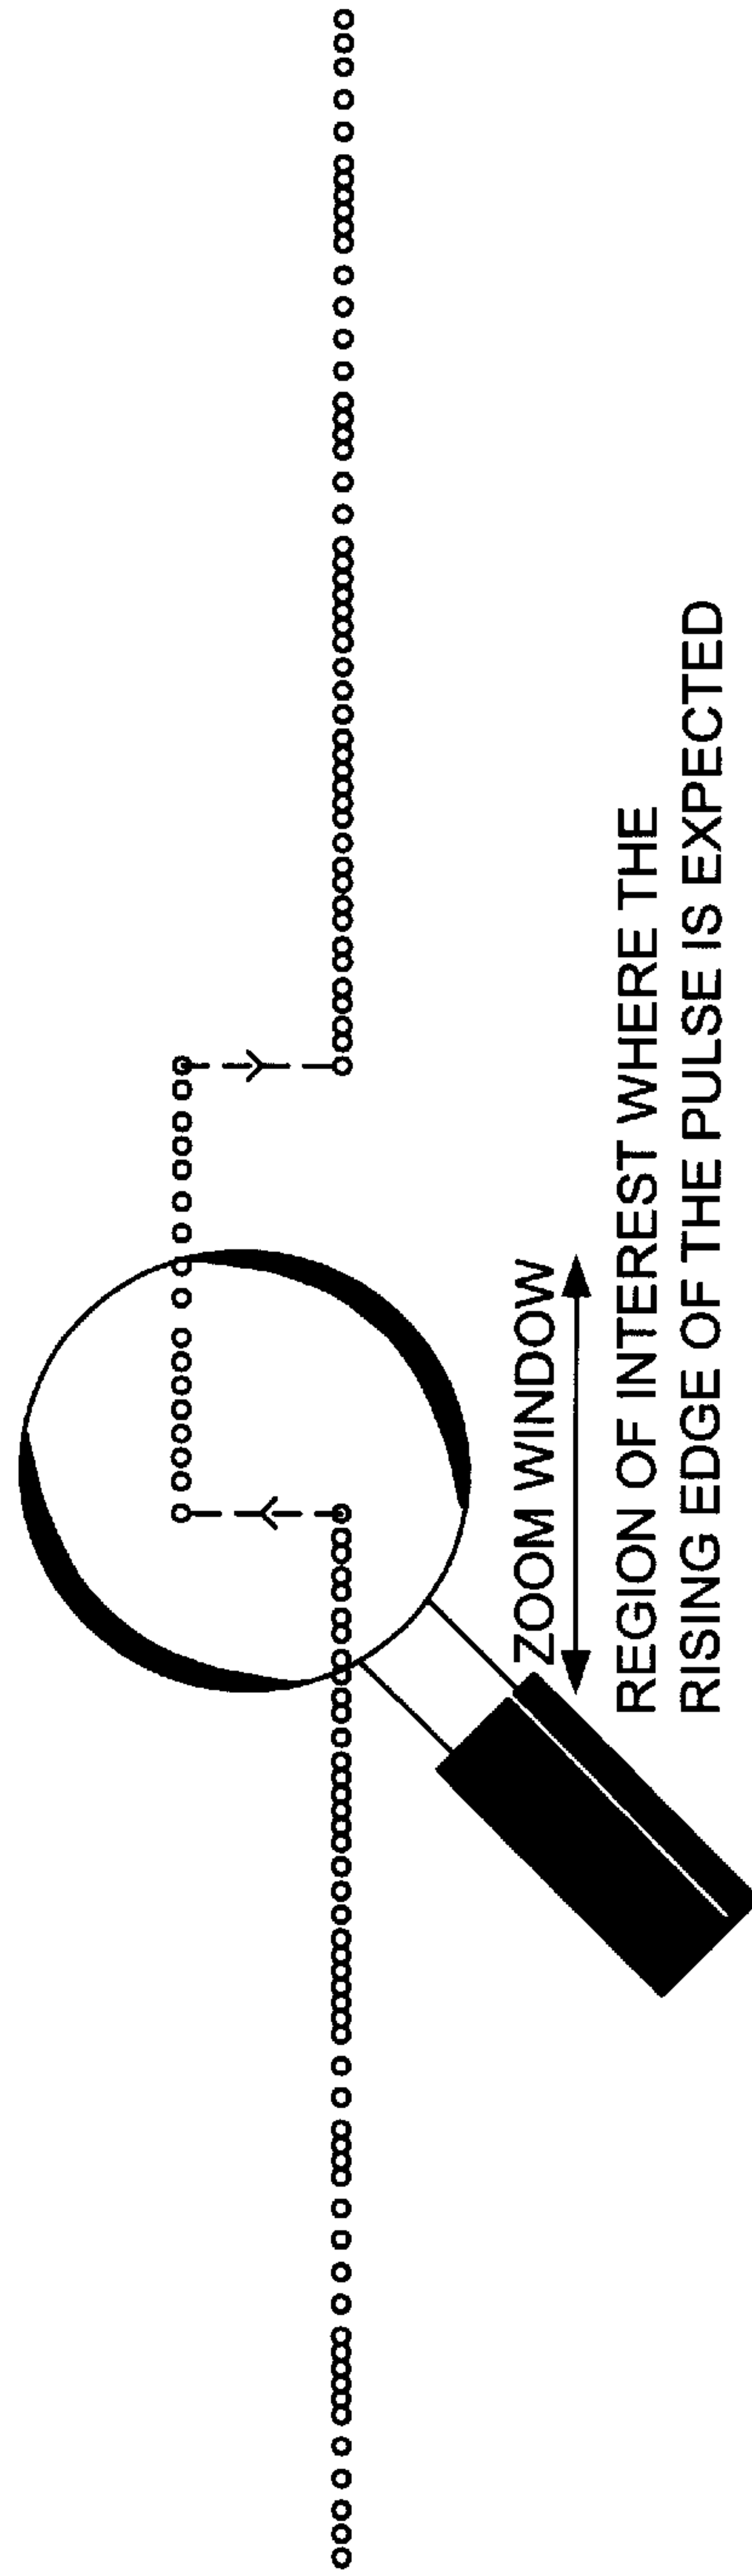 ZOOM WINDOW
REGION OF INTEREST WHERE THE
RISING EDGE OF THE PULSE IS EXPECTED